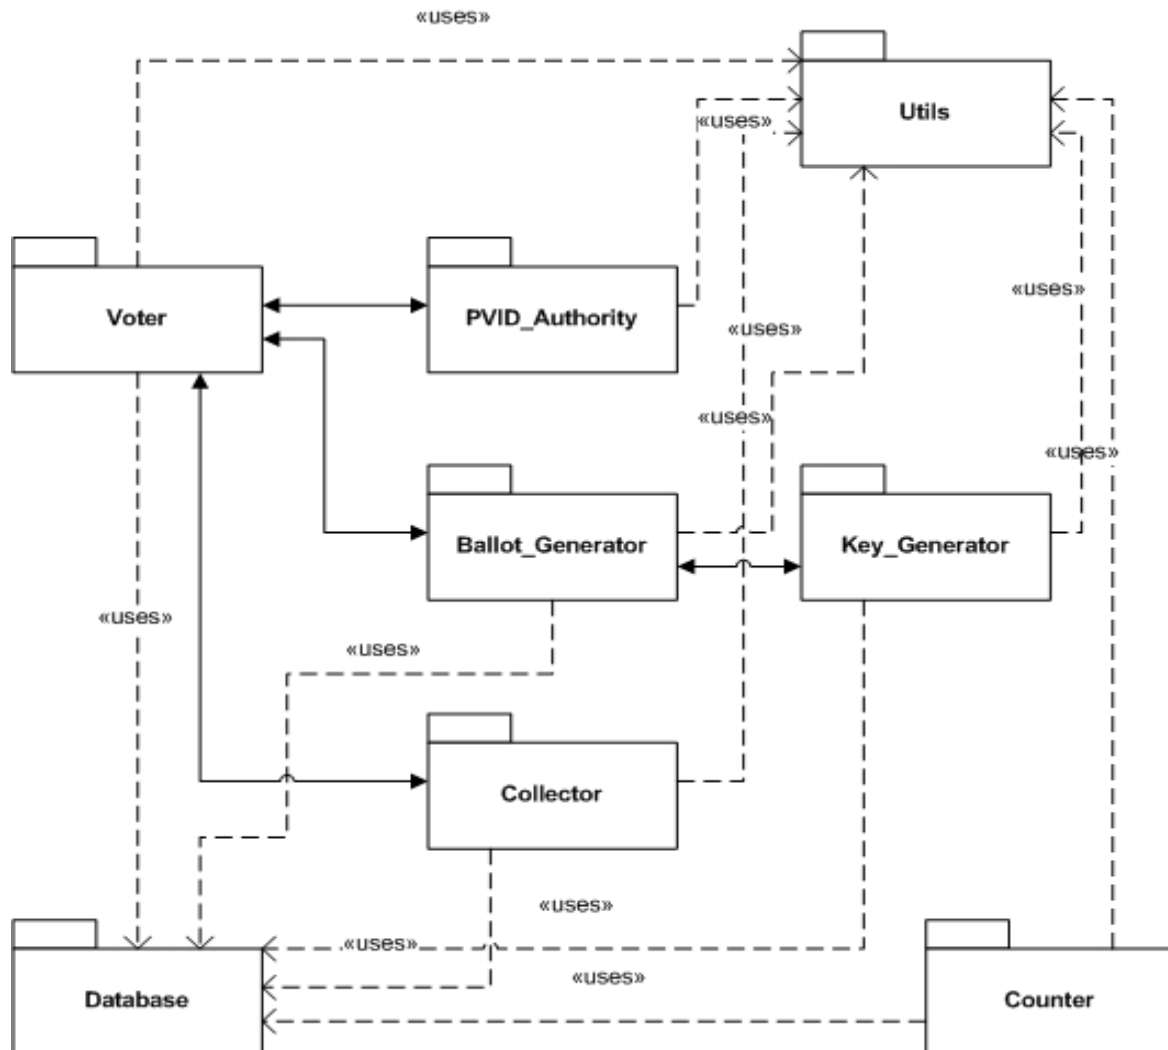 «uses»
Utils
«uses»
Voter
PVID_Authority
«uses»
«uses»
«uses»
«uses»
Ballot_Generator
Key_Generator
«uses»
«uses»
Collector
«uses»
«uses»
«uses»
Database
Counter